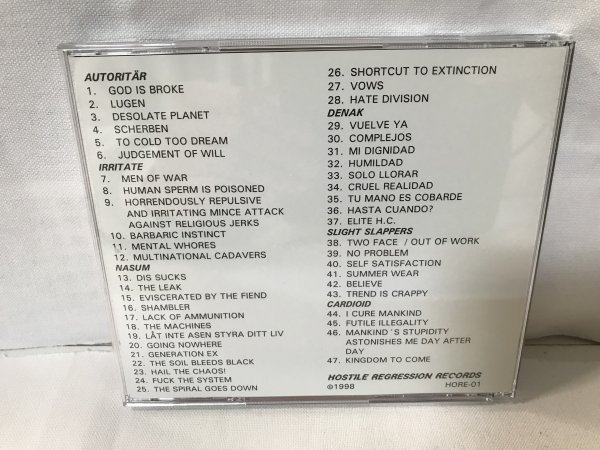 AUTORITÄR
1. GOD IS BROKE
2. LUGEN
3. DESOLATE PLANET
4. SCHERBEN
5. TO COLD TOO DREAM
6. JUDGEMENT OF WILL
IRRITATE
7. MEN OF WAR
8. HUMAN SPERM IS POISONED
9. HORRENDOUSLY REPULSIVE
AND IRRITATING MINCE ATTACK
AGAINST RELIGIOUS JERKS
10. BARBARIC INSTINCT
11. MENTAL WHORES
12. MULTINATIONAL CADAVERS
NASUM
13. DIS SUCKS
14. THE LEAK
15. EVISCERATED BY THE FIEND
16. SHAMBLER
17. LACK OF AMMUNITION
18. THE MACHINES
19. LÅT INTE ASEN STYRA DITT LIV
20. GOING NOWHERE
21. GENERATION EX
22. THE SOIL BLEEDS BLACK
23. HAIL THE CHAOS!
24. FUCK THE SYSTEM
25. THE SPIRAL GOES DOWN
26. SHORTCUT TO EXTINCTION
27. VOWS
28. HATE DIVISION
DENAK
29. VUELVE YA
30. COMPLEJOS
31. MI DIGNIDAD
32. HUMILDAD
33. SOLO LLORAR
34. CRUEL REALIDAD
35. TU MANO ES COBARDE
36. HASTA CUANDO?
37. ELITE H.C.
SLIGHT SLAPPERS
38. TWO FACE / OUT OF WORK
39. NO PROBLEM
40. SELF SATISFACTION
41. SUMMER WEAR
42. BELIEVE
43. TREND IS CRAPPY
CARDIOID
44. I CURE MANKIND
45. FUTILE ILLEGALITY
46. MANKIND´S STUPIDITY
ASTONISHES ME DAY AFTER
DAY
47. KINGDOM TO COME
HOSTILE REGRESSION RECORDS
©1998 HORE-01